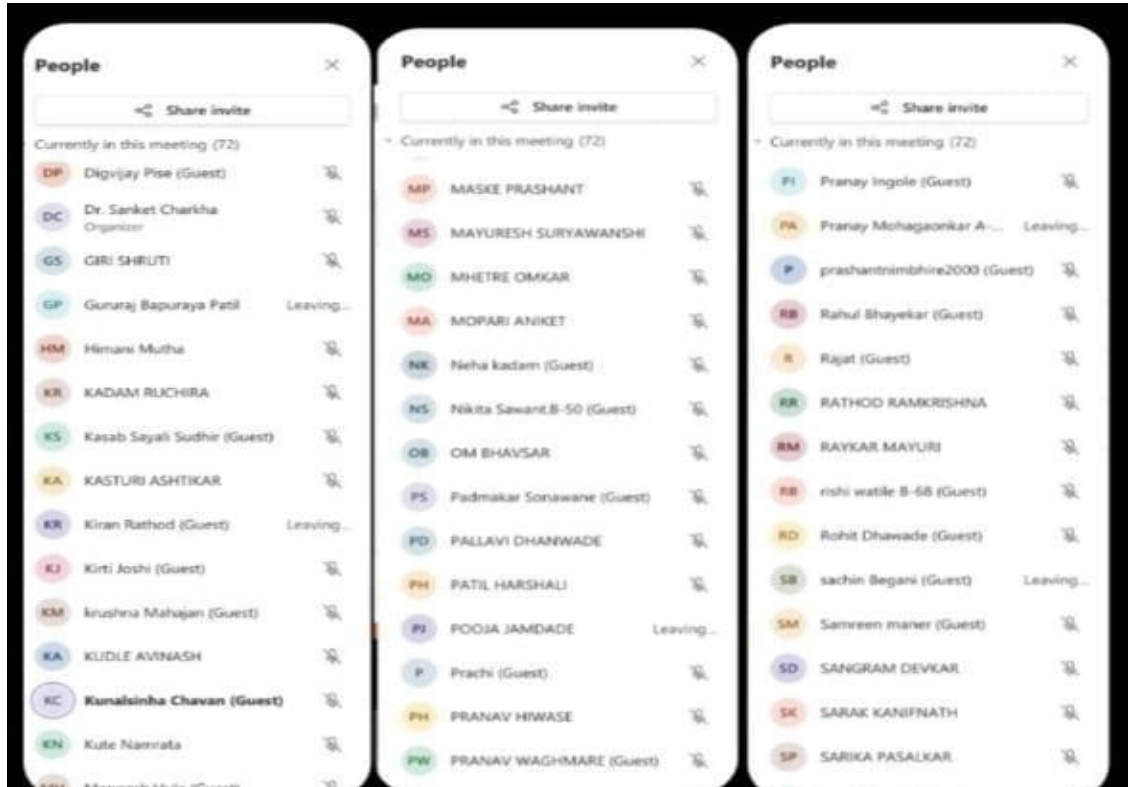 People
Share invite
Currently in this meeting (72)
DP Digvijay Pise (Guest)
DC Dr. Sanket Charkha
Organizer
GS GIRI SHRUTI
GP Gururaj Bapuraya Patil Leaving...
HM Himani Mutha
KR KADAM RUCHIRA
KS Kasab Sayali Sudhir (Guest)
KA KASTURI ASHTIKAR
KR Kiran Rathod (Guest) Leaving...
KJ Kirti Joshi (Guest)
KM krushna Mahajan (Guest)
KA KUDLE AVINASH
KC Kunalsinha Chavan (Guest)
KN Kute Namrata
People
Share invite
Currently in this meeting (72)
MP MASKE PRASHANT
MS MAYURESH SURYAWANSHI
MO MHETRE OMKAR
MA MOPARI ANIKET
NK Neha kadam (Guest)
NS Nikita Sawant.B-50 (Guest)
OB OM BHAVSAR
PS Padmakar Sonawane (Guest)
PD PALLAVI DHANWADE
PH PATIL HARSHALI
PJ POOJA JAMDADE Leaving...
P Prachi (Guest)
PH PRANAV HIWASE
PW PRANAV WAGHMARE (Guest)
People
Share invite
Currently in this meeting (72)
PI Pranay Ingole (Guest)
PA Pranay Mohagaonkar A-... Leaving...
P prashantnimbhire2000 (Guest)
RB Rahul Bhayekar (Guest)
R Rajat (Guest)
RR RATHOD RAMKRISHNA
RM RAYKAR MAYURI
RB rishi watile B-68 (Guest)
RD Rohit Dhawade (Guest)
SB sachin Begani (Guest) Leaving...
SM Samreen maner (Guest)
SD SANGRAM DEVKAR
SK SARAK KANIFNATH
SP SARIKA PASALKAR